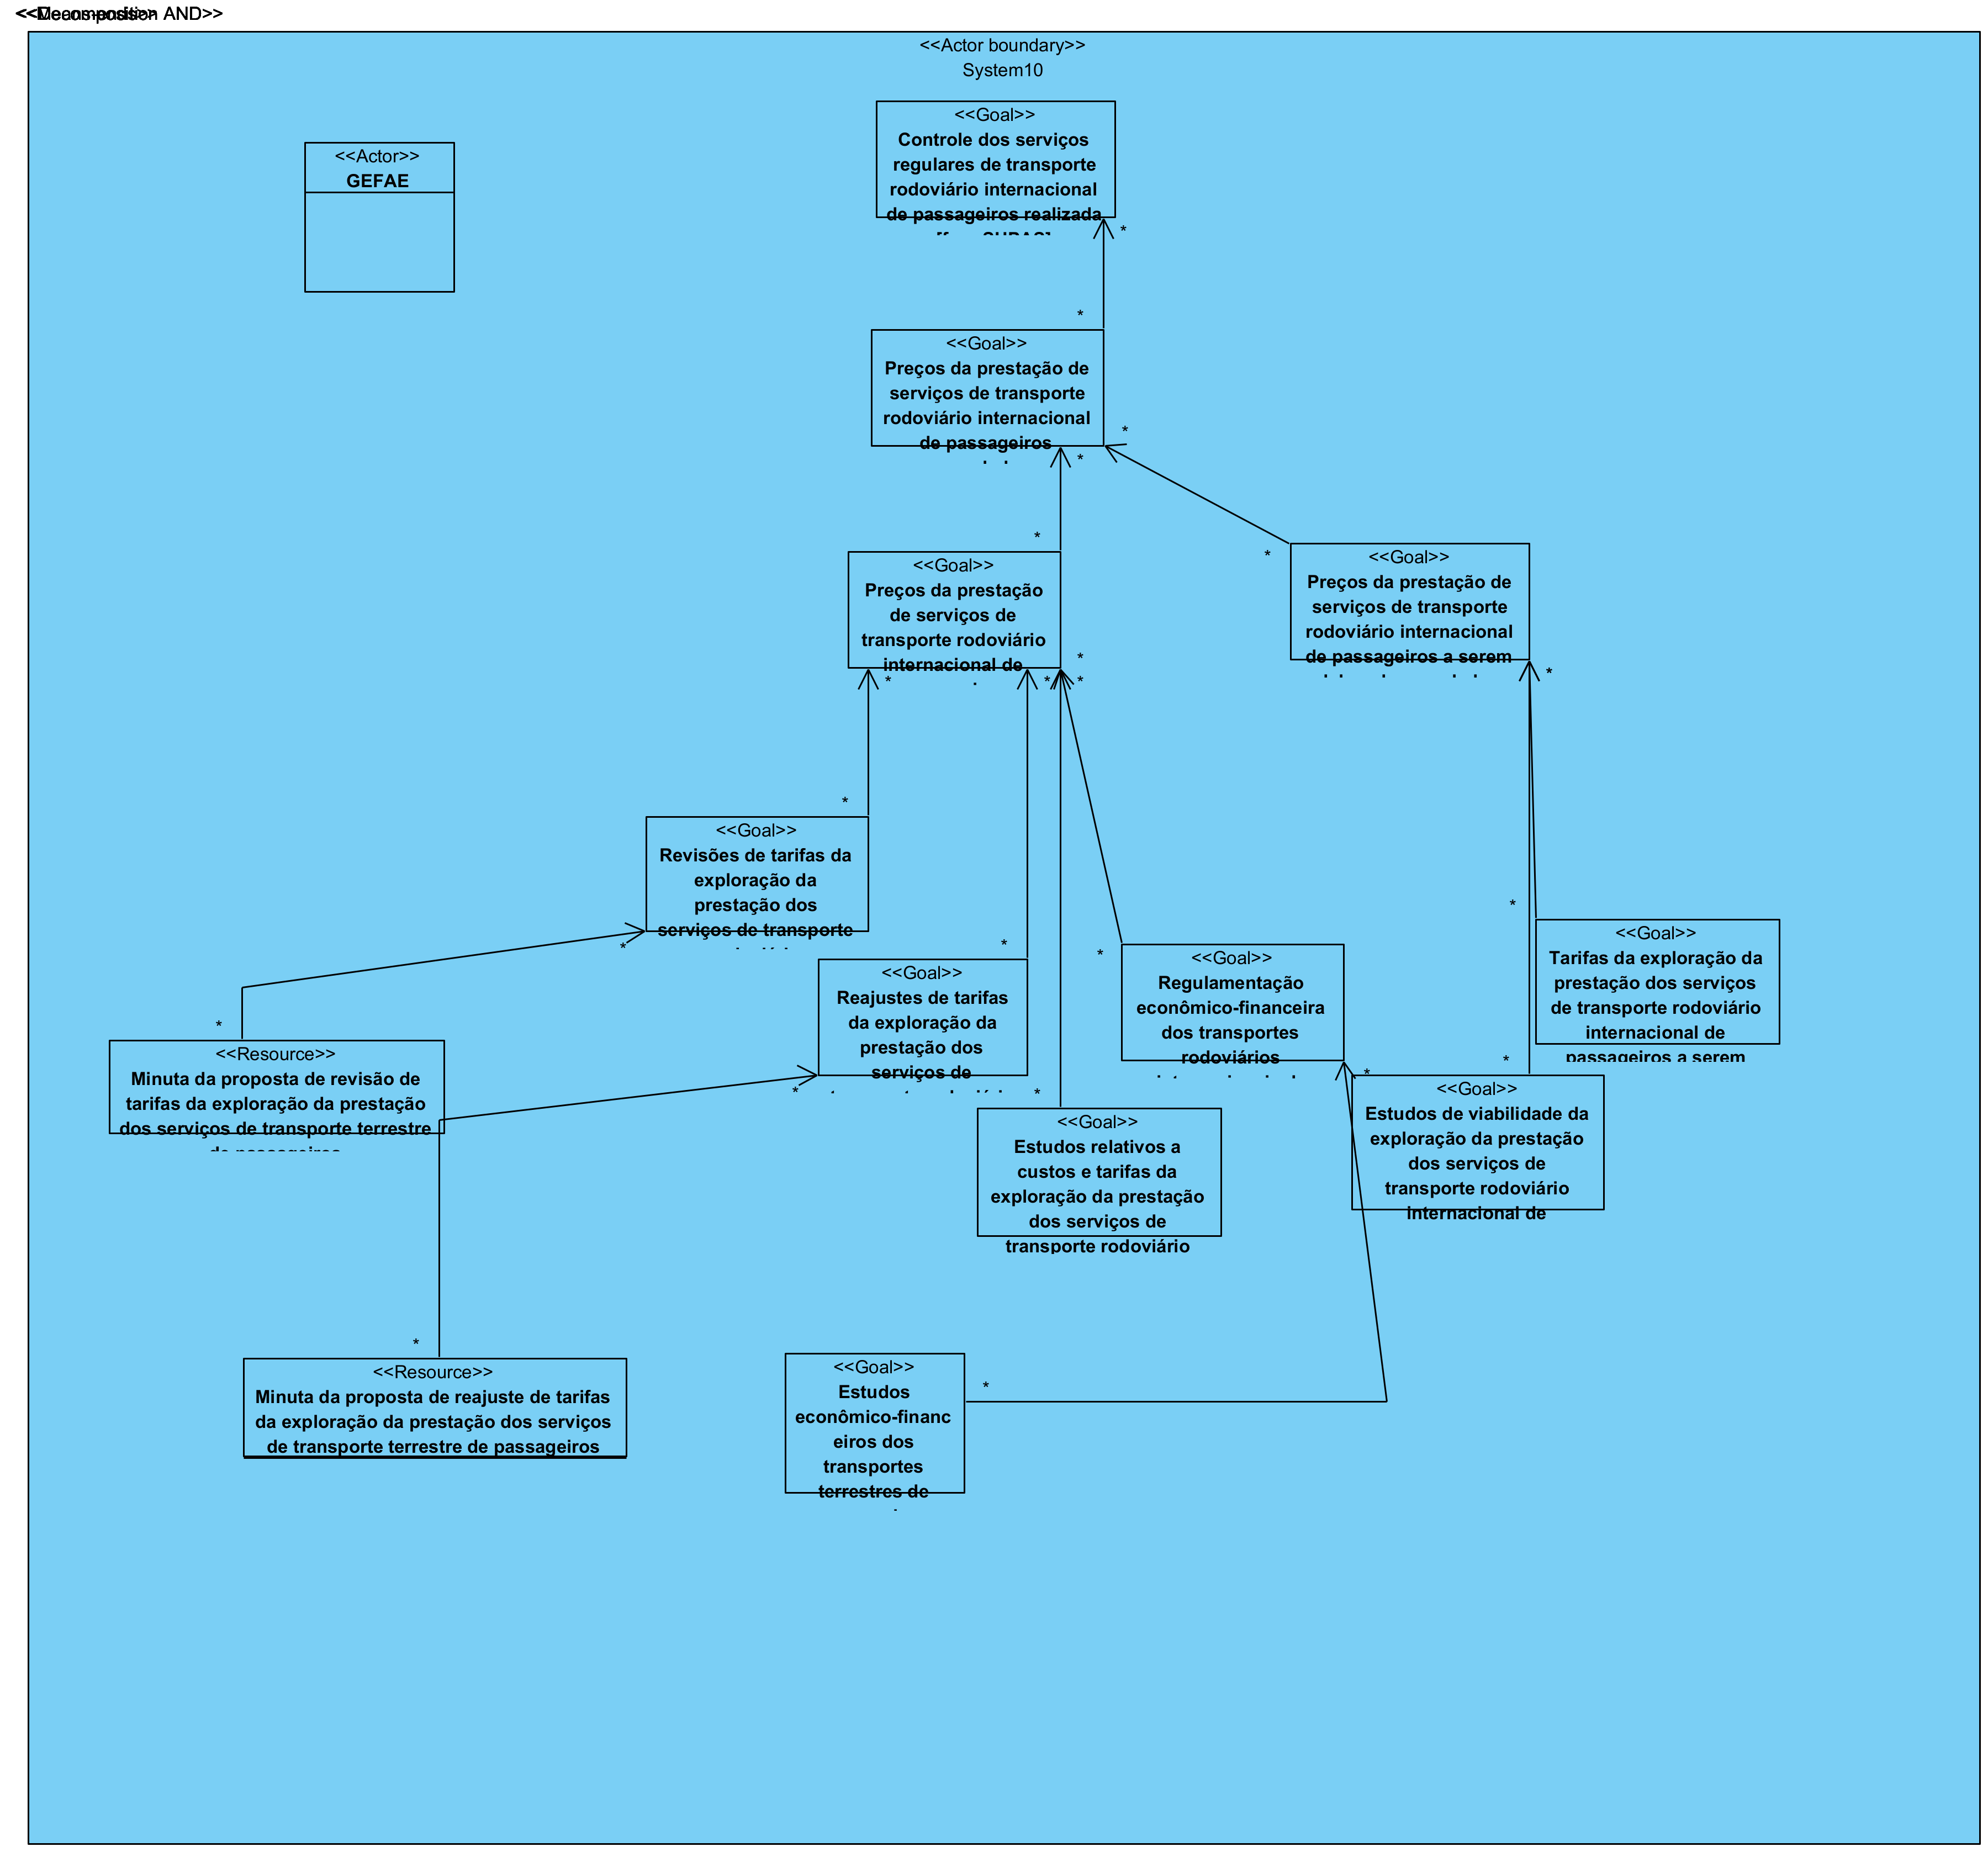 <<Decomposition AND>>
<<Means-ends>>
<<Actor boundary>>
System10
<<Goal>>
Controle dos serviços
regulares de transporte
rodoviário internacional
de passageiros realizada
<<Actor>>
GEFAE
*
*
<<Goal>>
Preços da prestação de
serviços de transporte
rodoviário internacional
de passageiros
*
*
*
*
<<Goal>>
Preços da prestação
de serviços de
transporte rodoviário
internacional de
<<Goal>>
Preços da prestação de
serviços de transporte
rodoviário internacional
de passageiros a serem
*
*
*
*
*
*
<<Goal>>
Revisões de tarifas da
exploração da
prestação dos
serviços de transporte
*
*
*
*
<<Goal>>
Reajustes de tarifas
da exploração da
prestação dos
serviços de
<<Goal>>
Regulamentação
econômico-financeira
dos transportes
rodoviários
<<Goal>>
Tarifas da exploração da
prestação dos serviços
de transporte rodoviário
internacional de
passageiros a serem
*
<<Resource>>
Minuta da proposta de revisão de
tarifas da exploração da prestação
dos serviços de transporte terrestre
de passageiros
*
*
*
*
<<Goal>>
Estudos relativos a
custos e tarifas da
exploração da prestação
dos serviços de
transporte rodoviário
<<Goal>>
Estudos de viabilidade da
exploração da prestação
dos serviços de
transporte rodoviário
internacional de
*
<<Resource>>
Minuta da proposta de reajuste de tarifas
da exploração da prestação dos serviços
de transporte terrestre de passageiros
<<Goal>>
Estudos
econômico-financ
eiros dos
transportes
terrestres de
*